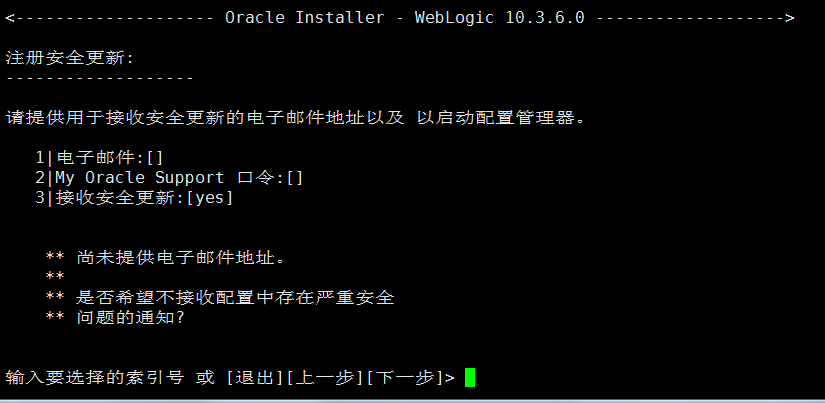 <-------------------- Oracle Installer - WebLogic 10.3.6.0 ------------------->
注册安全更新:
-------------------
请提供用于接收安全更新的电子邮件地址以及 以启动配置管理器。
1|电子邮件:[]
2|My Oracle Support 口令:[]
3|接收安全更新:[yes]
** 尚未提供电子邮件地址。
**
** 是否希望不接收配置中存在严重安全
** 问题的通知?
输入要选择的索引号 或 [退出][上一步][下一步]>